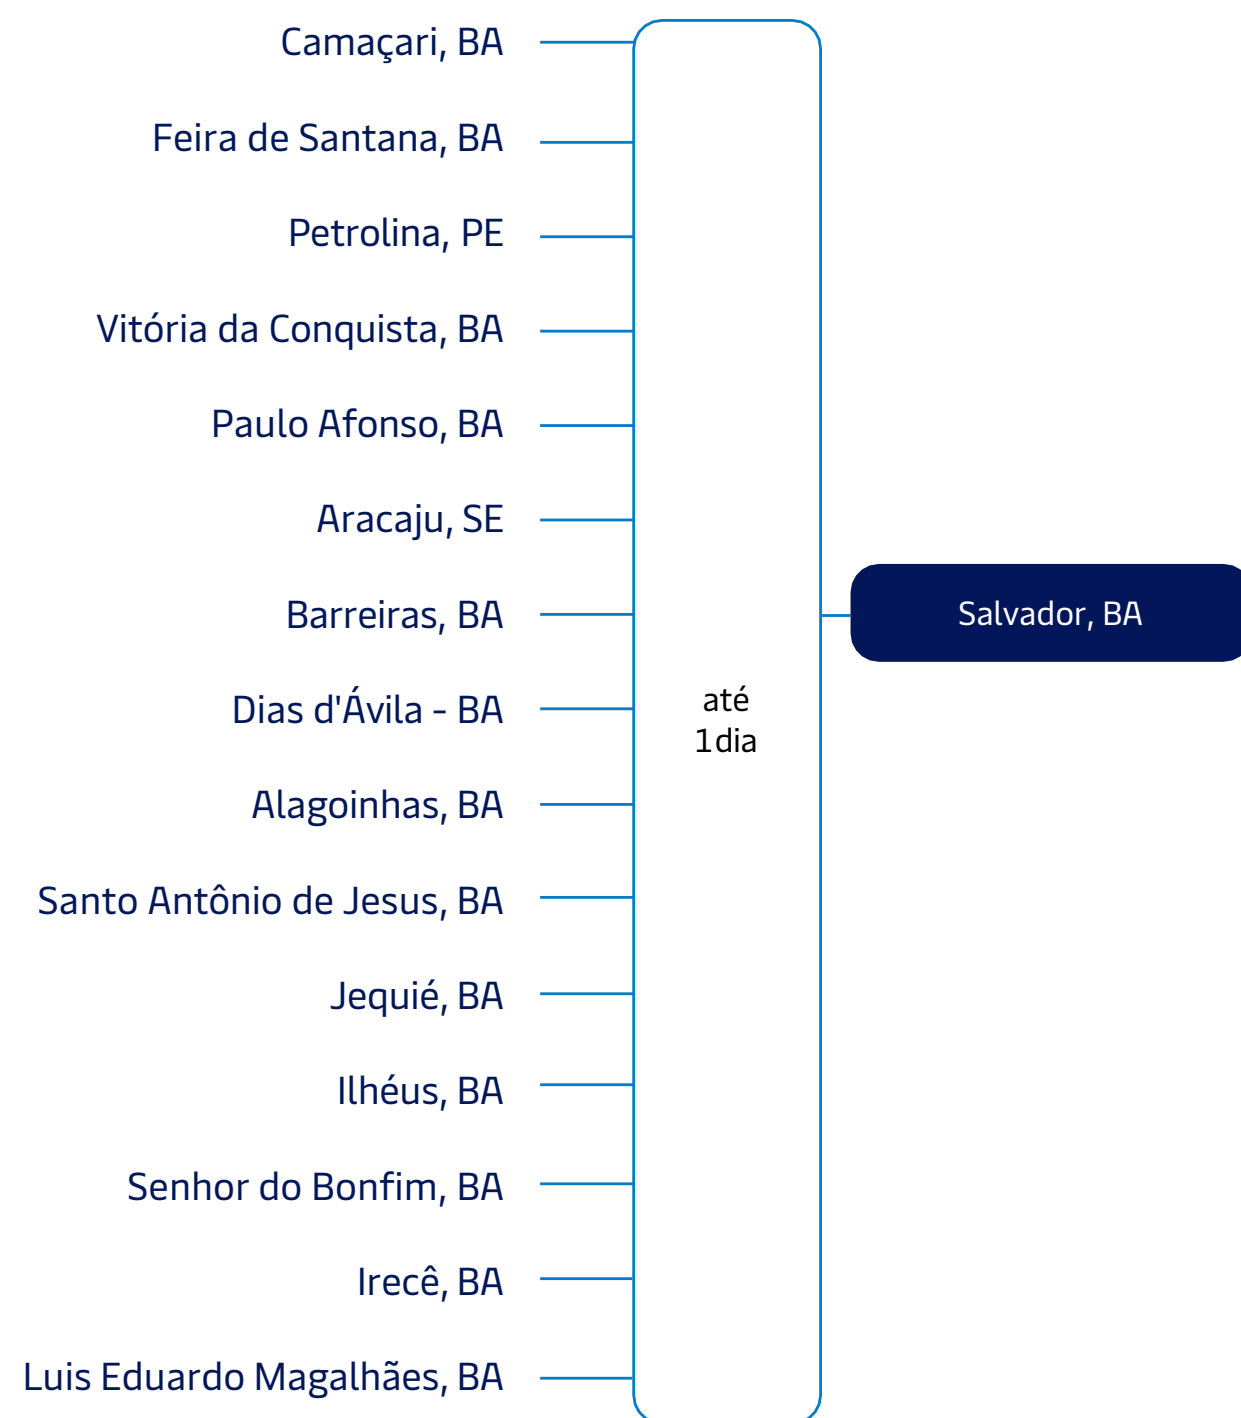 Camaçari, BA
Feira de Santana, BA
Petrolina, PE
Vitória da Conquista, BA
Paulo Afonso, BA
Aracaju, SE
Barreiras, BA
Dias d'Ávila - BA
Alagoinhas, BA
Santo Antônio de Jesus, BA
Jequié, BA
Ilhéus, BA
Senhor do Bonfim, BA
Irecê, BA
Luis Eduardo Magalhães, BA
até
1 dia
Salvador, BA